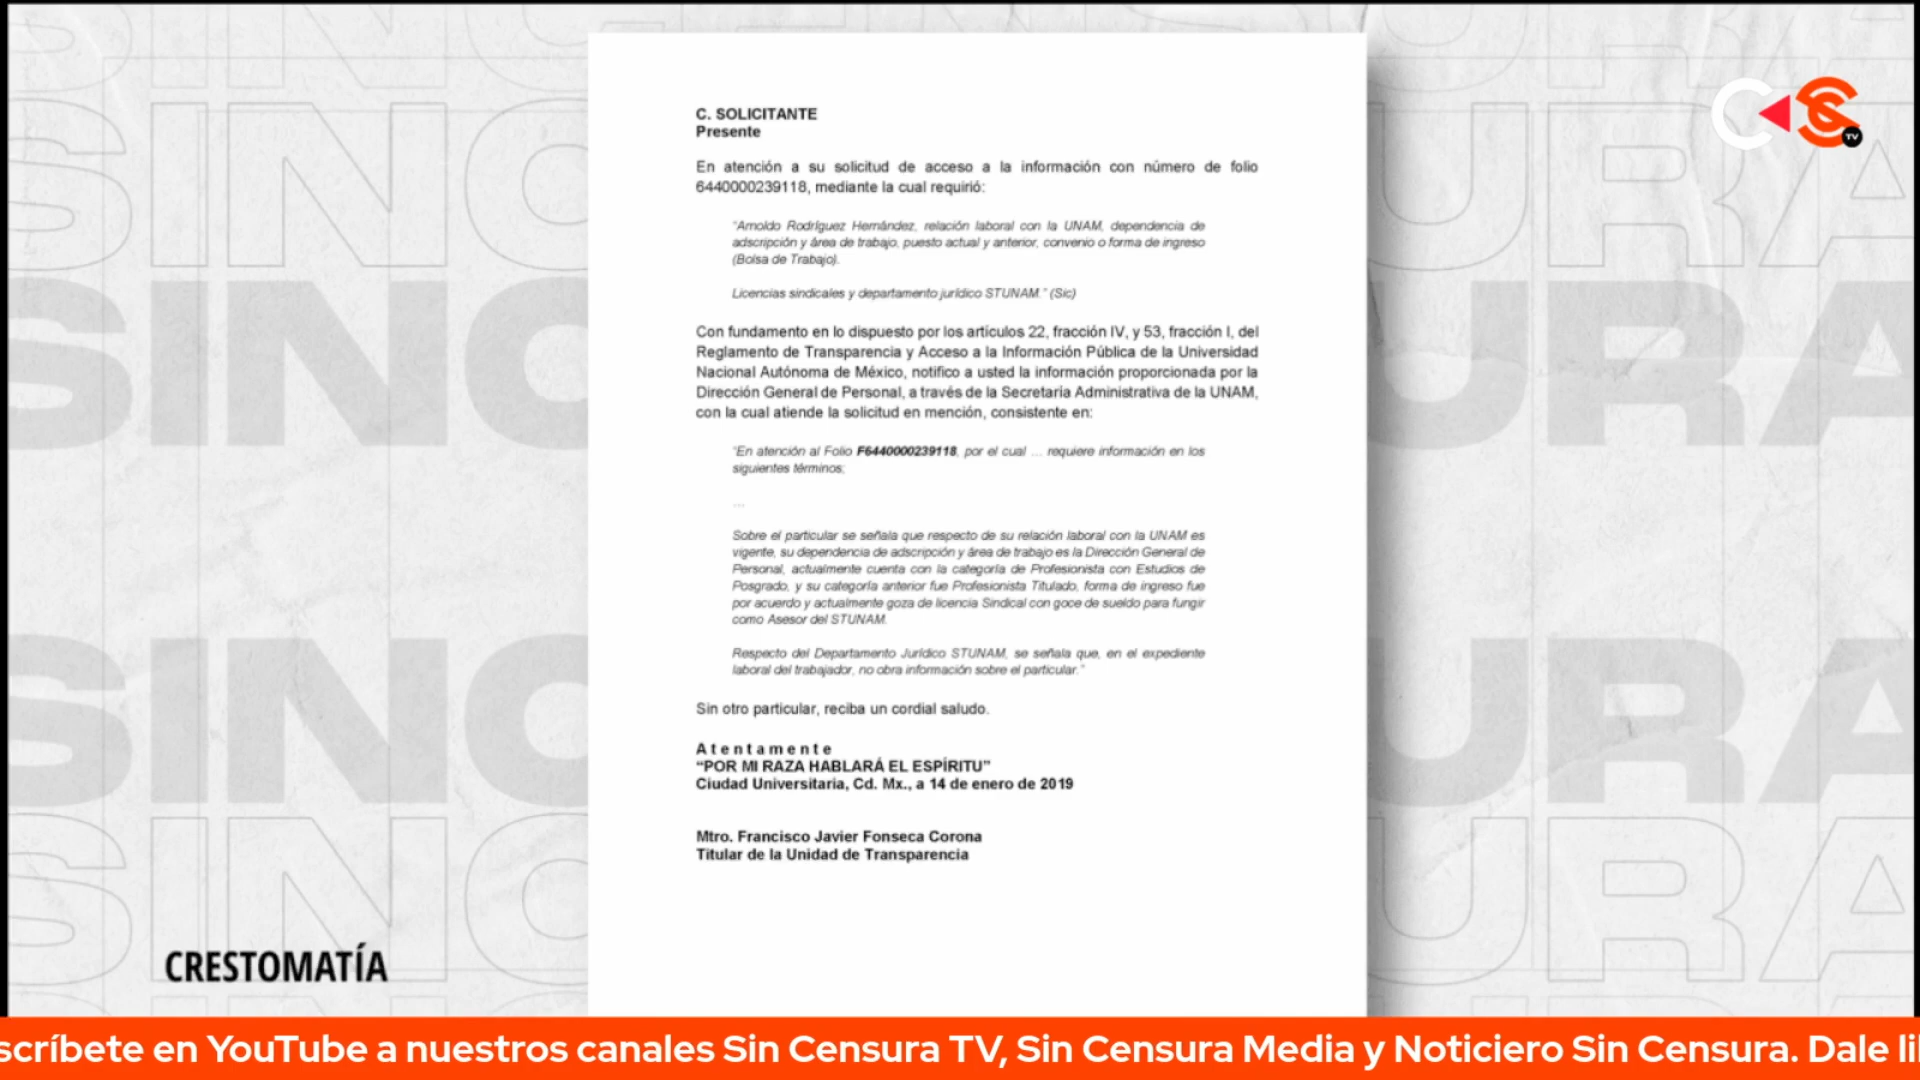 C. SOLICITANTE
Presente
En atención a su solicitud de acceso a la información con número de folio
6440000239118, mediante la cual requirió:
"Arnoldo Rodríguez Hernández, relación laboral con la UNAM, dependencia de
adscripción y área de trabajo, puesto actual y anterior, convenio o forma de ingreso
(Bolsa de Trabajo).
Licencias sindicales y departamento jurídico STUNAM." (Sic)
Con fundamento en lo dispuesto por los artículos 22, fracción IV, y 53, fracción I, del
Reglamento de Transparencia y Acceso a la Información Pública de la Universidad
Nacional Autónoma de México, notifico a usted la información proporcionada por la
Dirección General de Personal, a través de la Secretaría Administrativa de la UNAM,
con la cual atiende la solicitud en mención, consistente en:
"En atención al Folio F6440000239118, por el cual ... requiere información en los
siguientes términos:
...
Sobre el particular se señala que respecto de su relación laboral con la UNAM es
vigente, su dependencia de adscripción y área de trabajo es la Dirección General de
Personal, actualmente cuenta con la categoría de Profesionista con Estudios de
Posgrado, y su categoría anterior fue Profesionista Titulado, forma de ingreso fue
por acuerdo y actualmente goza de licencia Sindical con goce de sueldo para fungir
como Asesor del STUNAM.
Respecto del Departamento Jurídico STUNAM, se señala que, en el expediente
laboral del trabajador, no obra información sobre el particular."
Sin otro particular, reciba un cordial saludo.
A t e n t a m e n t e
"POR MI RAZA HABLARÁ EL ESPÍRITU"
Ciudad Universitaria, Cd. Mx., a 14 de enero de 2019
Mtro. Francisco Javier Fonseca Corona
Titular de la Unidad de Transparencia
TV
CRESTOMATÍA
scríbete en YouTube a nuestros canales Sin Censura TV, Sin Censura Media y Noticiero Sin Censura. Dale li